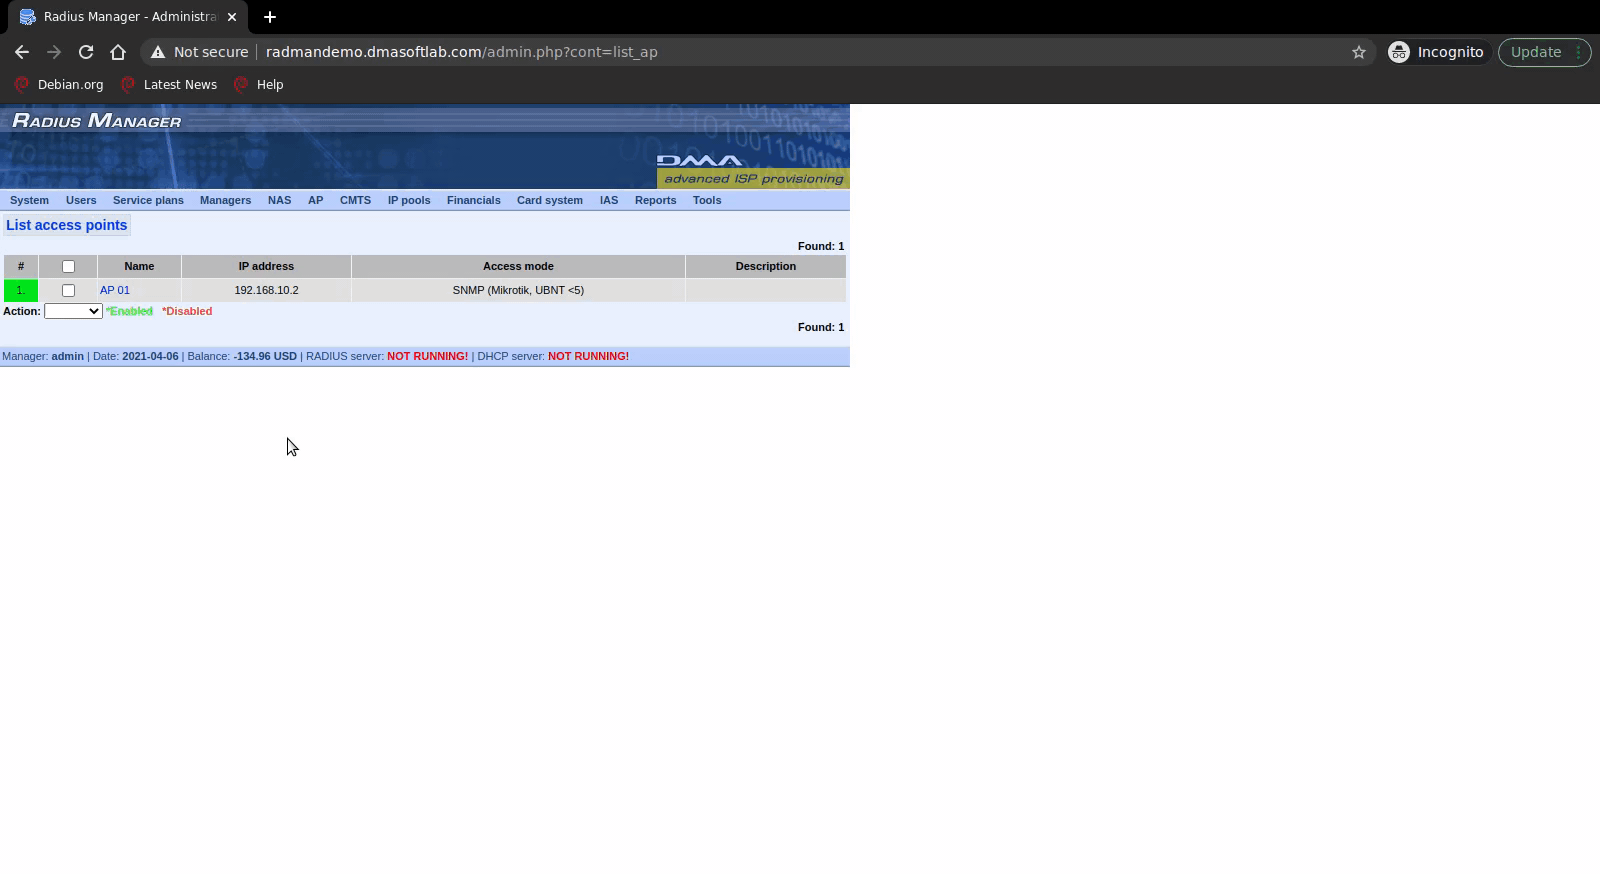 Radius Manager - Administra
Not secure radmandemo.dmasoftlab.com/admin.php?cont=list_ap Incognito Update
Debian.org Latest News Help
RADIUS MANAGER
DMA
advanced ISP provisioning
System Users Service plans Managers NAS AP CMTS IP pools Financials Card system IAS Reports Tools
List access points
Found: 1
# Name IP address Access mode Description
1. AP 01 192.168.10.2 SNMP (Mikrotik, UBNT <5)
Action: *Enabled *Disabled
Found: 1
Manager: admin | Date: 2021-04-06 | Balance: -134.96 USD | RADIUS server: NOT RUNNING! | DHCP server: NOT RUNNING!